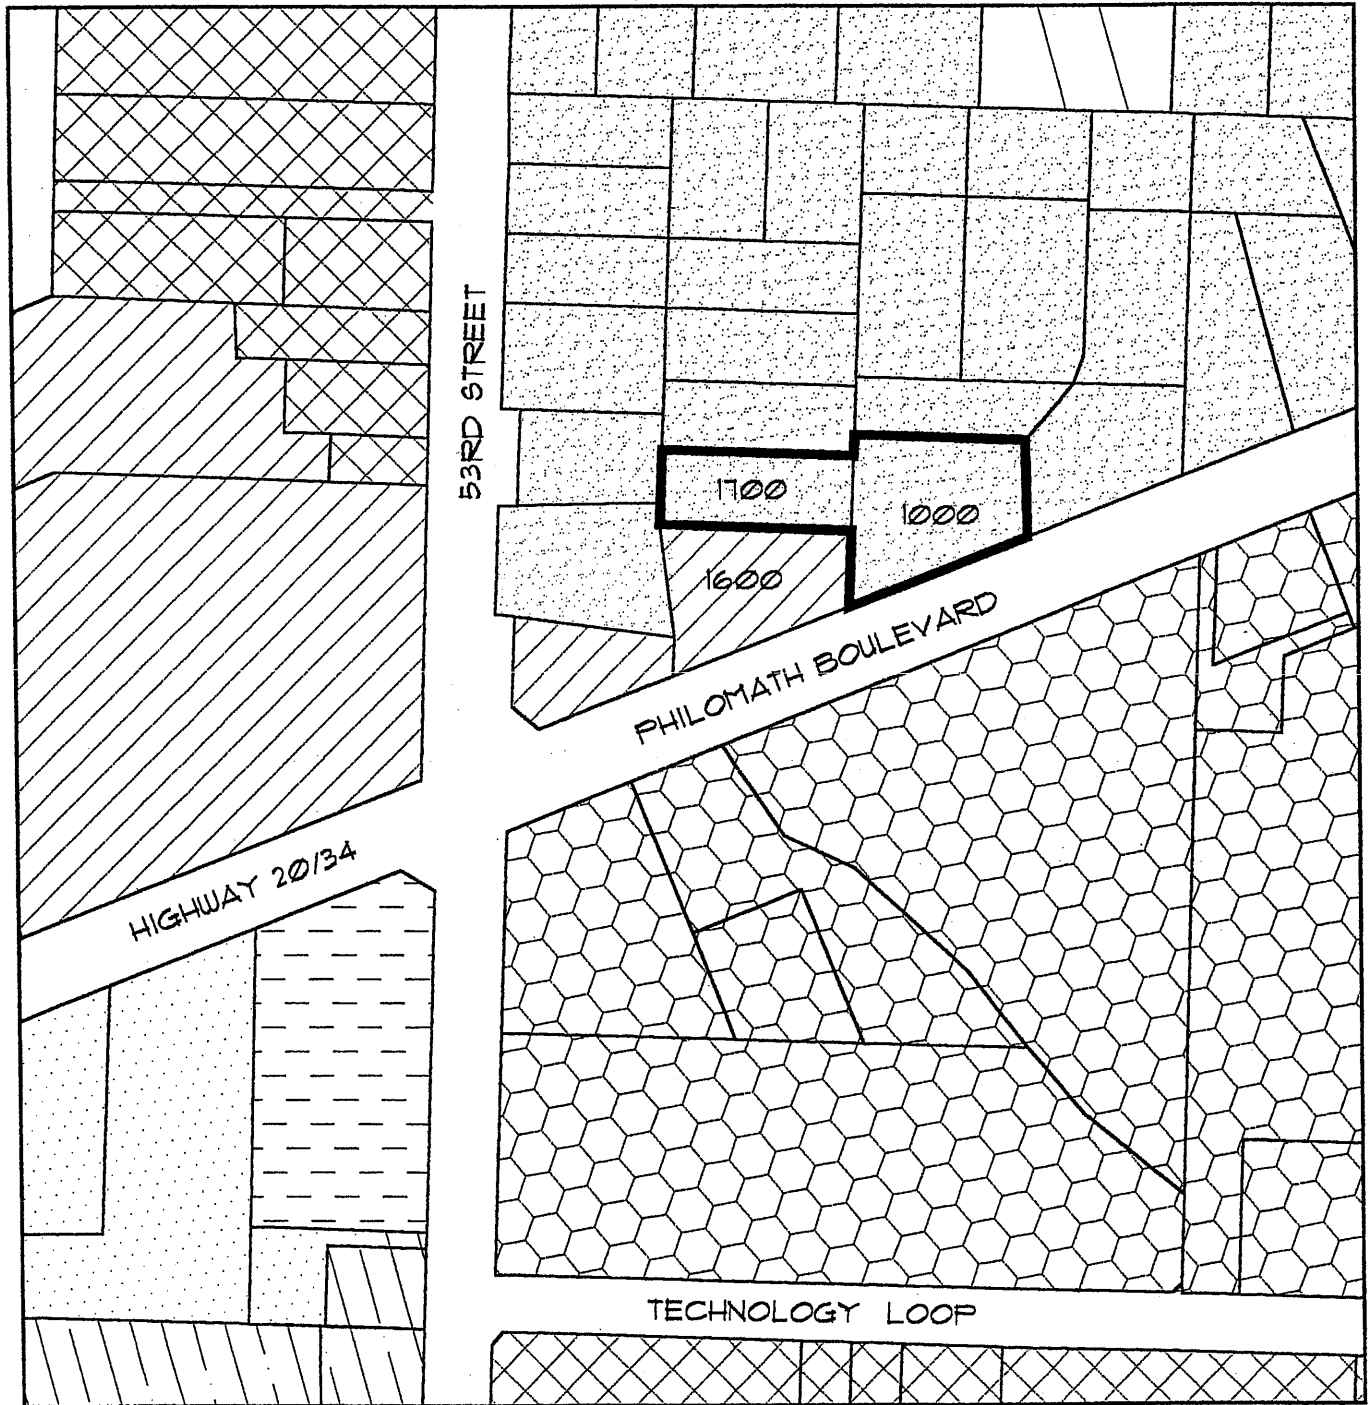 53RD STREET
1700
1000
1600
PHILOMATH BOULEVARD
HIGHWAY 20/34
TECHNOLOGY LOOP